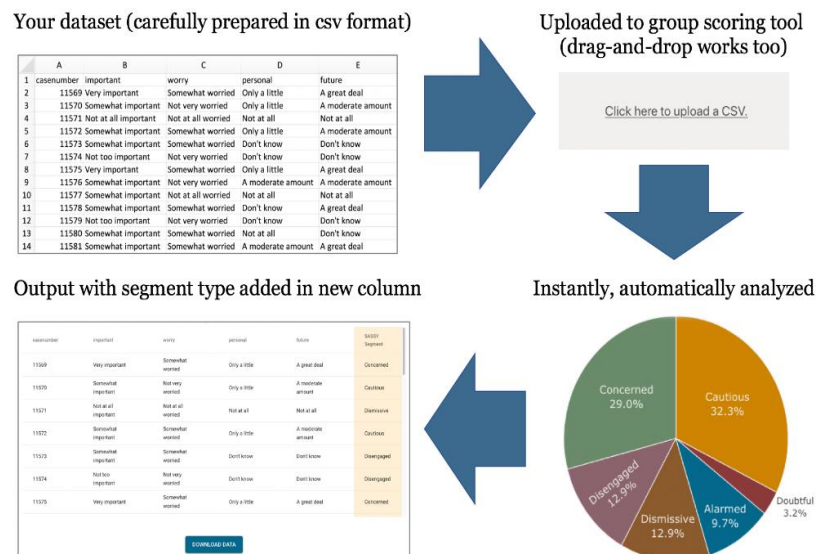 Your dataset (carefully prepared in csv format)
A B C D E
1 casenumber important worry personal future
2 11569 Very important Somewhat worried Only a little A great deal
3 11570 Somewhat important Not very worried Only a little A moderate amount
4 11571 Not at all important Not at all worried Not at all Not at all
5 11572 Somewhat important Somewhat worried Only a little A moderate amount
6 11573 Somewhat important Somewhat worried Don't know Don't know
7 11574 Not too important Not very worried Don't know Don't know
8 11575 Very important Somewhat worried Only a little A great deal
9 11576 Somewhat important Not very worried A moderate amount A moderate amount
10 11577 Somewhat important Not at all worried Not at all Not at all
11 11578 Somewhat important Somewhat worried Don't know A great deal
12 11579 Not too important Not very worried Don't know Don't know
13 11580 Somewhat important Somewhat worried Not at all Don't know
14 11581 Somewhat important Somewhat worried A moderate amount A great deal
Uploaded to group scoring tool
(drag-and-drop works too)
Click here to upload a CSV.
Instantly, automatically analyzed
Concerned
29.0%
Cautious
32.3%
Disengaged
12.9%
Dismissive
12.9%
Alarmed
9.7%
Doubtful
3.2%
Output with segment type added in new column
casenumber important worry personal future SASSY
Segment
11569 Very important Somewhat
worried Only a little A great deal Concerned
11570 Somewhat
important Not very
worried Only a little A moderate
amount Cautious
11571 Not at all
important Not at all
worried Not at all Not at all Dismissive
11572 Somewhat
important Somewhat
worried Only a little A moderate
amount Cautious
11573 Somewhat
important Somewhat
worried Don't know Don't know Disengaged
11574 Not too
important Not very
worried Don't know Don't know Disengaged
11575 Very important Somewhat
worried Only a little A great deal Concerned
DOWNLOAD DATA